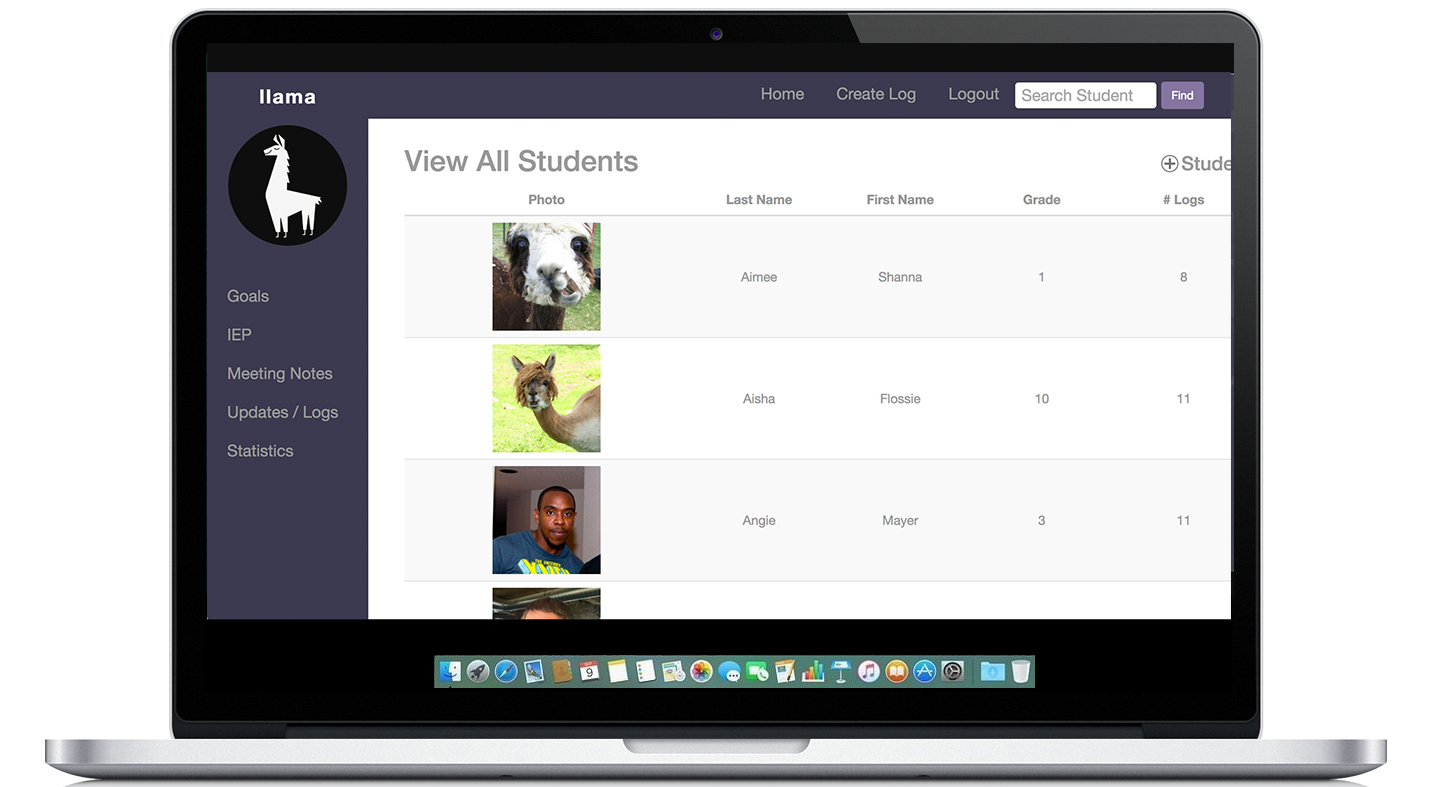 llama
Home Create Log Logout Search Student Find
View All Students
Stude
Photo Last Name First Name Grade # Logs
Aimee Shanna 1 8
Goals
IEP
Meeting Notes
Updates / Logs
Statistics
Aisha Flossie 10 11
Angie Mayer 3 11
9